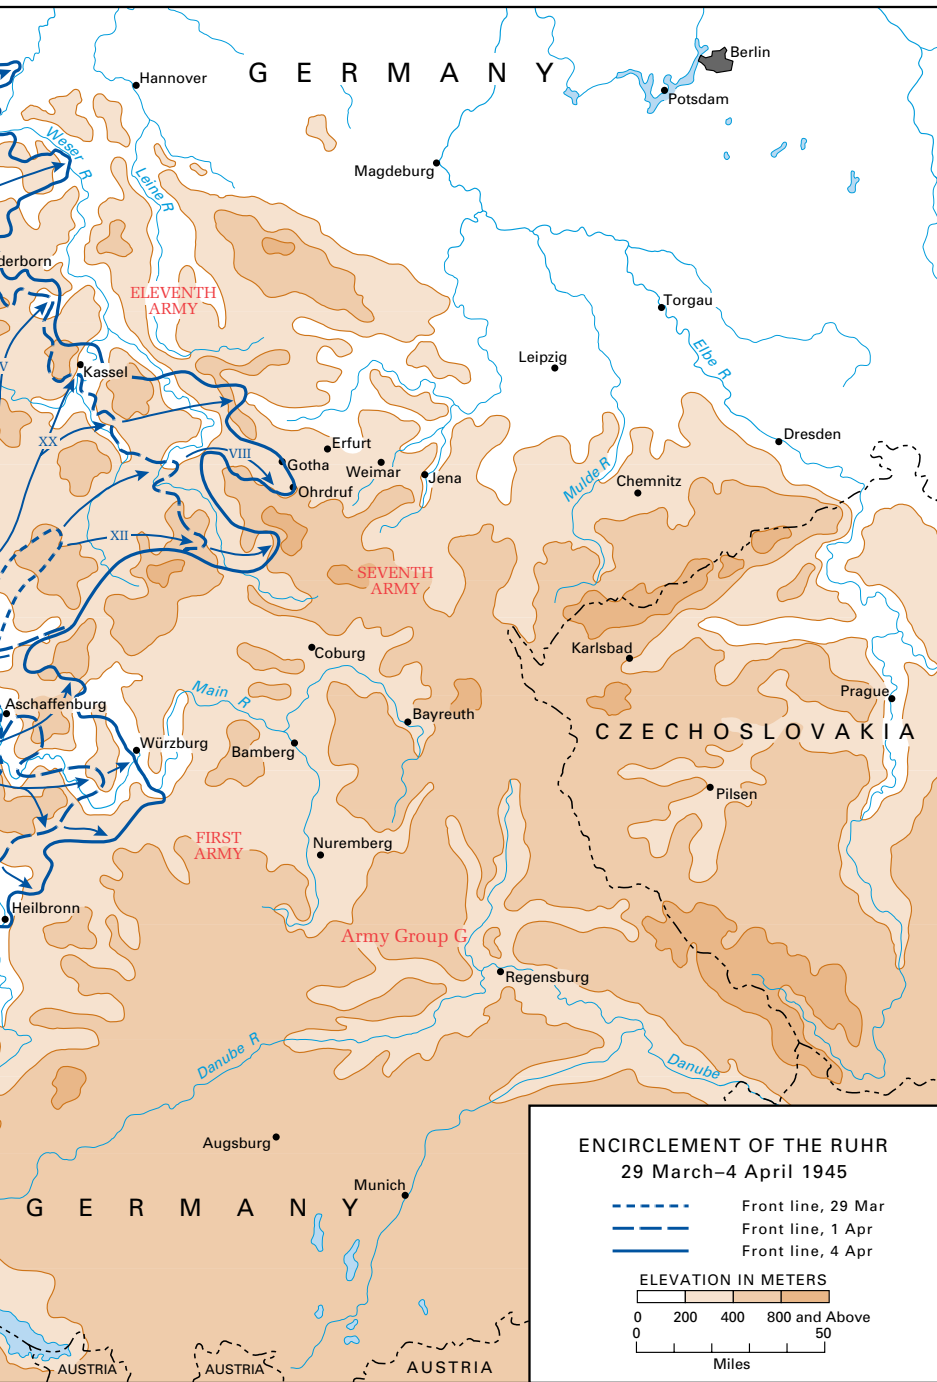 Berlin
GERMANY
Hannover
Potsdam
Weser R
Magdeburg
Leine R
derborn
ELEVENTH
ARMY
Torgau
Elbe R
Leipzig
V
Kassel
XX
Erfurt
Dresden
VIII
Gotha
Weimar
Jena
Mulde R
Chemnitz
Ohrdruf
XII
SEVENTH
ARMY
Coburg
Karlsbad
Main R
Prague
Aschaffenburg
Bayreuth
CZECHOSLOVAKIA
Würzburg
Bamberg
Pilsen
FIRST
ARMY
Nuremberg
Heilbronn
Army Group G
Regensburg
Danube R
Danube
Augsburg
Munich
GERMANY
AUSTRIA
AUSTRIA
AUSTRIA
ENCIRCLEMENT OF THE RUHR
29 March–4 April 1945
Front line, 29 Mar
Front line, 1 Apr
Front line, 4 Apr
ELEVATION IN METERS
0 200 400 800 and Above
0 50
Miles